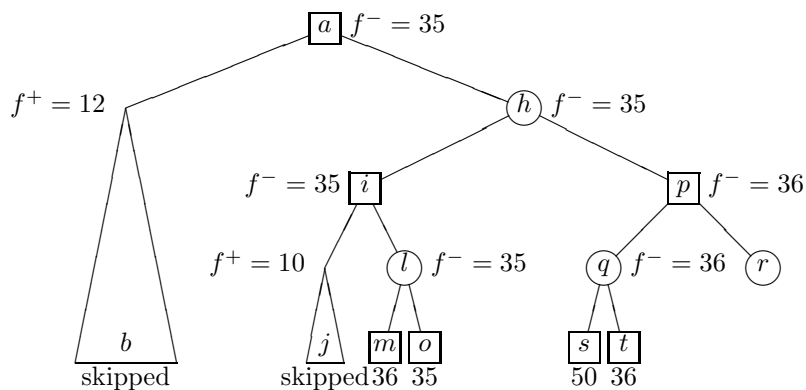 a f⁻ = 35
f⁺ = 12 h f⁻ = 35
f⁻ = 35 i p f⁻ = 36
f⁺ = 10 l f⁻ = 35 q f⁻ = 36 r
b j m o s t
skipped skipped 36 35 50 36